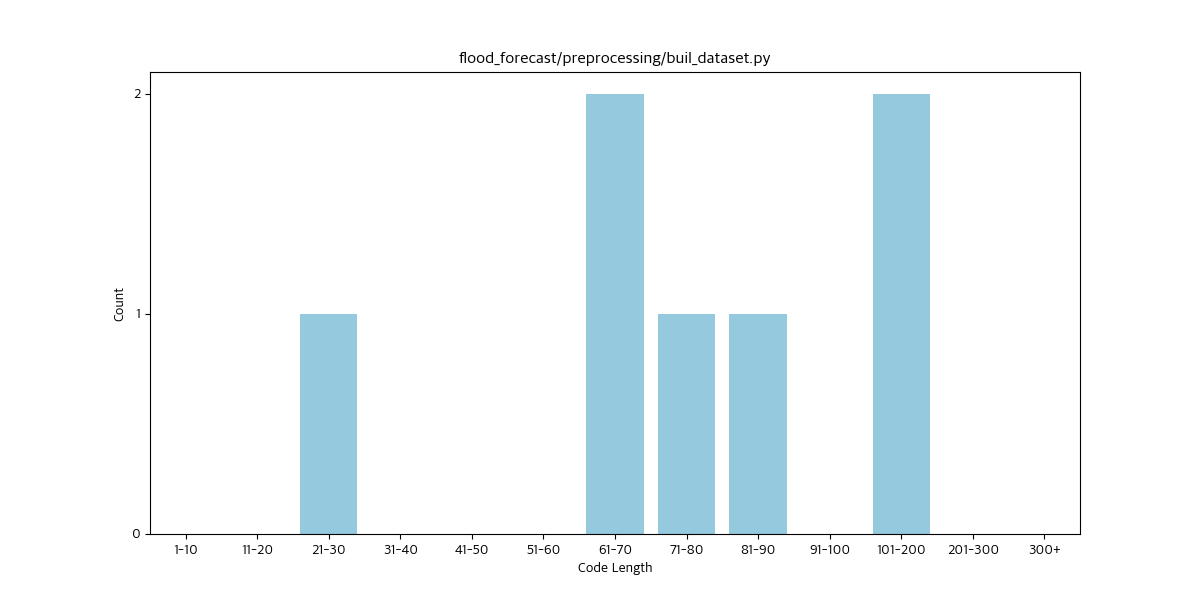 flood_forecast/preprocessing/buil_dataset.py
Count
2
1
0
1-10 11-20 21-30 31-40 41-50 51-60 61-70 71-80 81-90 91-100 101-200 201-300 300+
Code Length